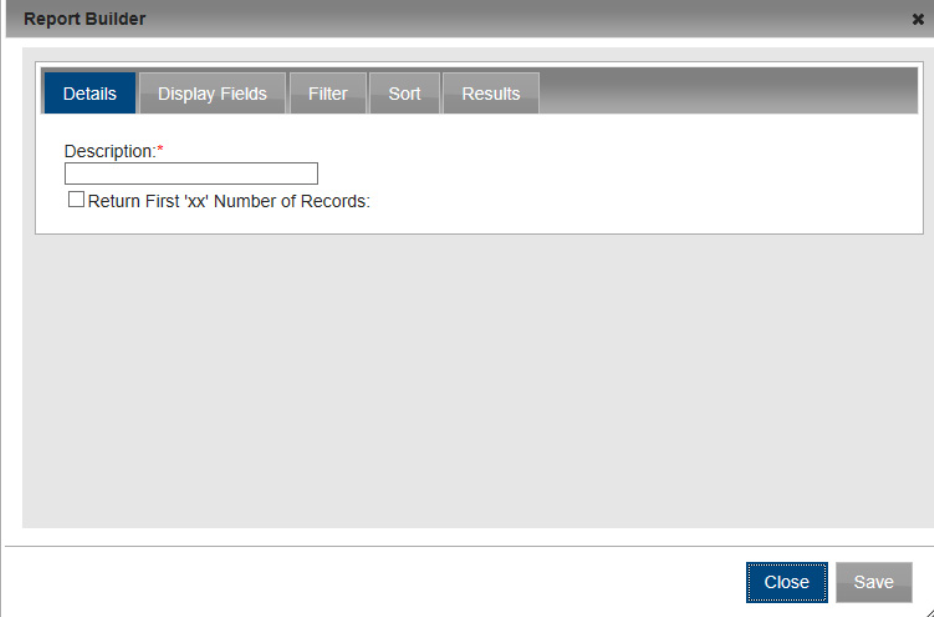 Report Builder
Details Display Fields Filter Sort Results
Description:*
Return First 'xx' Number of Records:
Close Save